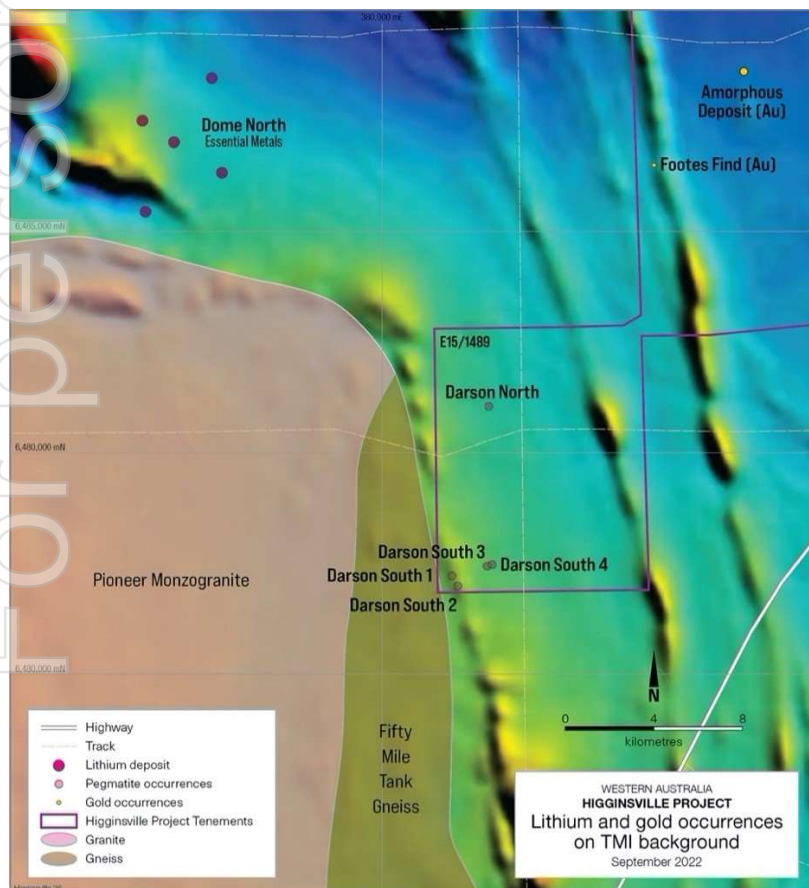 For personal
380,000 mE
Amorphous
Deposit (Au)
Dome North
Essential Metals
Footes Find (Au)
6,485,000 mN
E15/1489
Darson North
6,480,000 mN
Darson South 3
Darson South 4
Darson South 1
Pioneer Monzogranite
Darson South 2
6,480,000 mN
N
0 4 8
kilometres
Fifty
Mile
Tank
Gneiss
Highway
Track
Lithium deposit
Pegmatite occurrences
Gold occurrences
Higginsville Project Tenements
Granite
Gneiss
WESTERN AUSTRALIA
HIGGINSVILLE PROJECT
Lithium and gold occurrences
on TMI background
September 2022